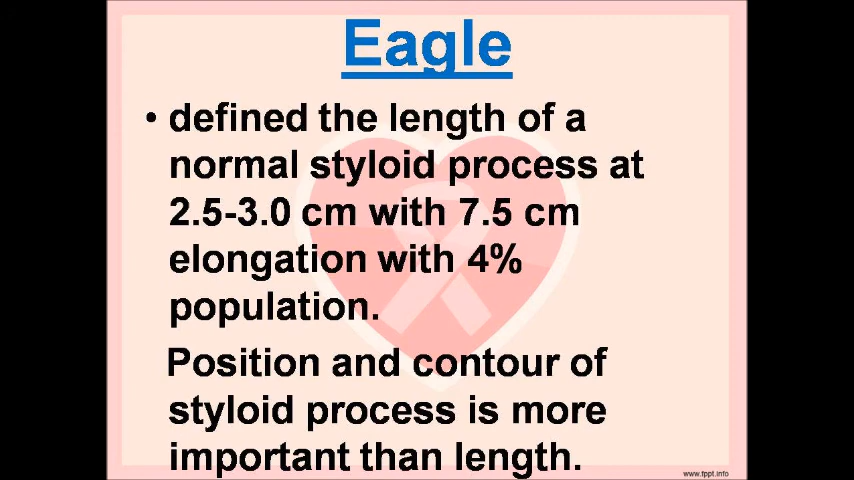 Eagle
• defined the length of a
normal styloid process at
2.5-3.0 cm with 7.5 cm
elongation with 4%
population.
Position and contour of
styloid process is more
important than length.
www.fppt.info